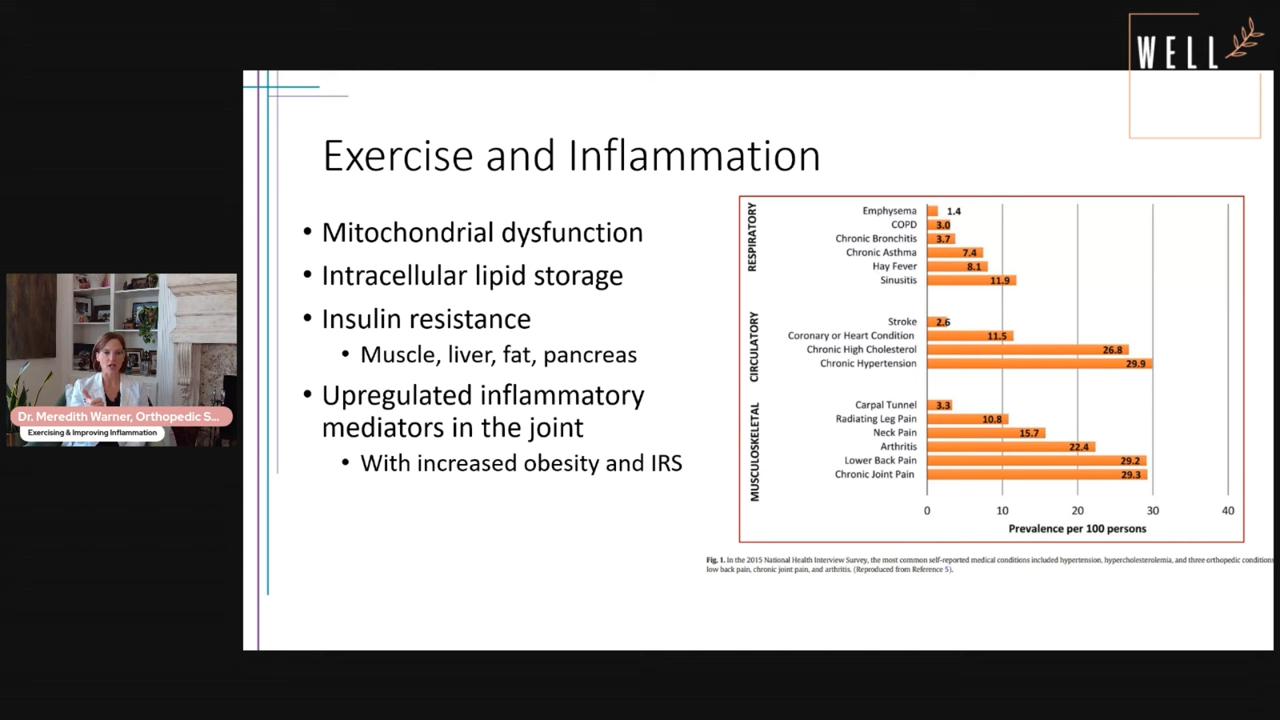 WELL
Exercise and Inflammation
• Mitochondrial dysfunction
• Intracellular lipid storage
• Insulin resistance
• Muscle, liver, fat, pancreas
• Upregulated inflammatory
mediators in the joint
• With increased obesity and IRS
RESPIRATORY
Emphysema 1.4
COPD 3.0
Chronic Bronchitis 3.7
Chronic Asthma 7.4
Hay Fever 8.1
Sinusitis 11.9
CIRCULATORY
Stroke 2.6
Coronary or Heart Condition 11.5
Chronic High Cholesterol 26.8
Chronic Hypertension 29.9
MUSCULOSKELETAL
Carpal Tunnel 3.3
Radiating Leg Pain 10.8
Neck Pain 15.7
Arthritis 22.4
Lower Back Pain 29.2
Chronic Joint Pain 29.3
0 10 20 30 40
Prevalence per 100 persons
Fig. 1. In the 2015 National Health Interview Survey, the most common self-reported medical conditions included hypertension, hypercholesterolemia, and three orthopedic conditions
low back pain, chronic joint pain, and arthritis. (Reproduced from Reference 5).
Dr. Meredith Warner, Orthopedic S...
Exercising & Improving Inflammation